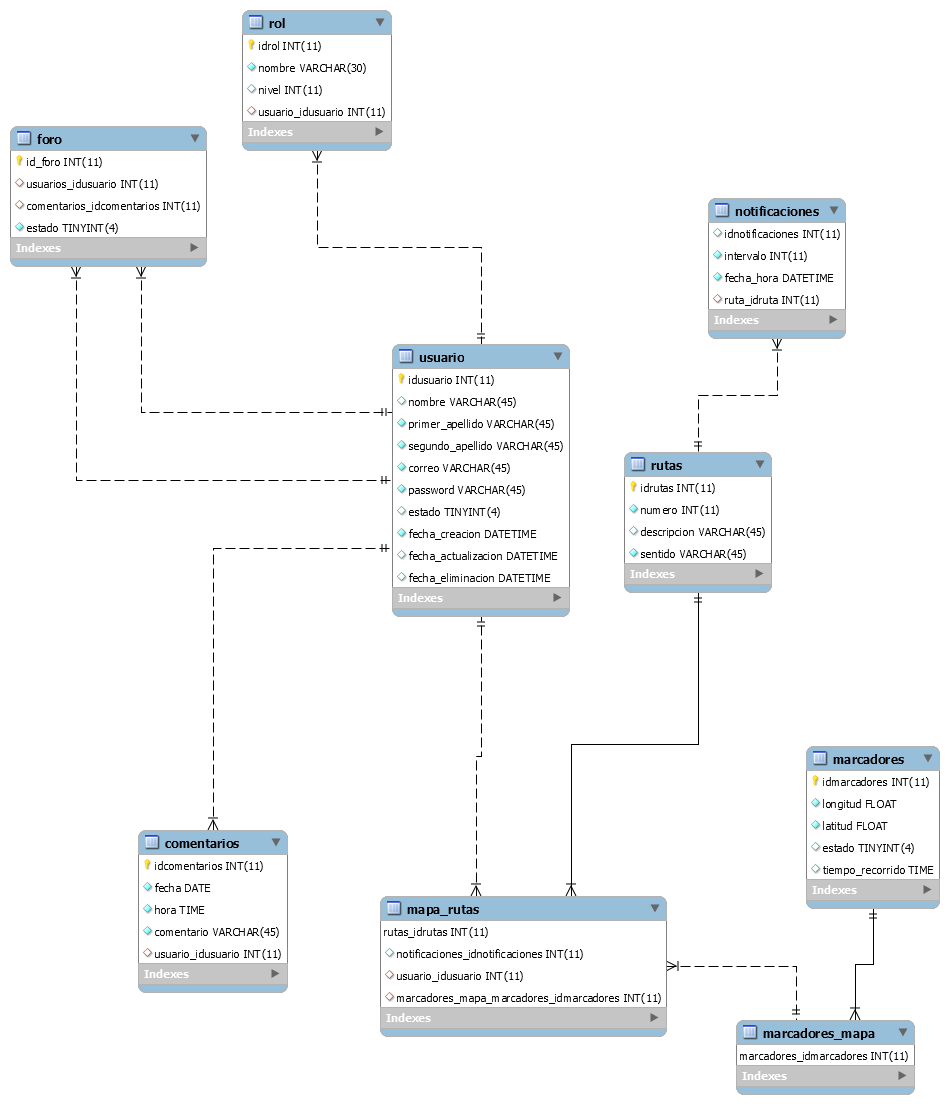 rol
idrol INT(11)
nombre VARCHAR(30)
nivel INT(11)
usuario_idusuario INT(11)
Indexes
foro
id_foro INT(11)
usuarios_idusuario INT(11)
comentarios_idcomentarios INT(11)
estado TINYINT(4)
Indexes
notificaciones
idnotificaciones INT(11)
intervalo INT(11)
fecha_hora DATETIME
ruta_idruta INT(11)
Indexes
usuario
idusuario INT(11)
nombre VARCHAR(45)
primer_apellido VARCHAR(45)
segundo_apellido VARCHAR(45)
correo VARCHAR(45)
password VARCHAR(45)
estado TINYINT(4)
fecha_creacion DATETIME
fecha_actualizacion DATETIME
fecha_eliminacion DATETIME
Indexes
rutas
idrutas INT(11)
numero INT(11)
descripcion VARCHAR(45)
sentido VARCHAR(45)
Indexes
marcadores
idmarcadores INT(11)
longitud FLOAT
latitud FLOAT
estado TINYINT(4)
tiempo_recorrido TIME
Indexes
comentarios
idcomentarios INT(11)
fecha DATE
hora TIME
comentario VARCHAR(45)
usuario_idusuario INT(11)
Indexes
mapa_rutas
rutas_idrutas INT(11)
notificaciones_idnotificaciones INT(11)
usuario_idusuario INT(11)
marcadores_mapa_marcadores_idmarcadores INT(11)
Indexes
marcadores_mapa
marcadores_idmarcadores INT(11)
Indexes